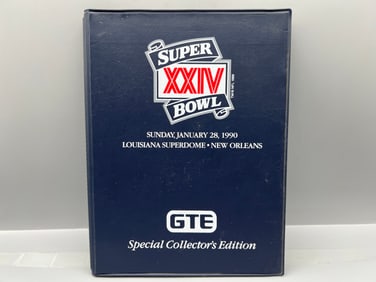 SUPER
XXIV
BOWL
SUNDAY, JANUARY 28, 1990
LOUISIANA SUPERDOME • NEW ORLEANS
GTE
Special Collector's Edition